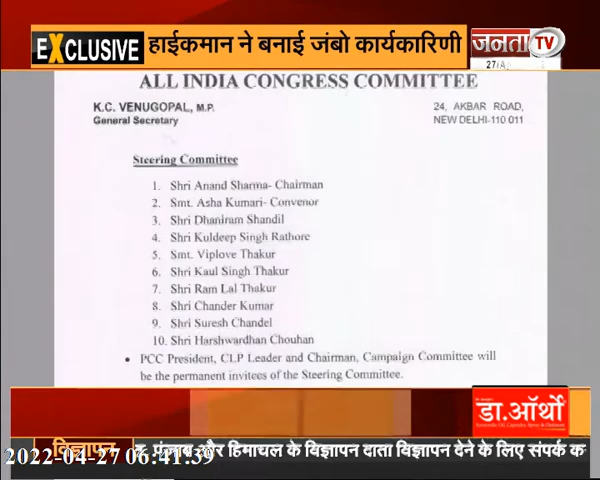 EXCLUSIVE
हाईकमान ने बनाई जंबो कार्यकारिणी
जनता TV
ALL INDIA CONGRESS COMMITTEE
K.C. VENUGOPAL, M.P.
General Secretary
24, AKBAR ROAD,
NEW DELHI-110 011
Steering Committee
1. Shri Anand Sharma- Chairman
2. Smt. Asha Kumari- Convenor
3. Shri Dhaniram Shandil
4. Shri Kuldeep Singh Rathore
5. Smt. Viplove Thakur
6. Shri Kaul Singh Thakur
7. Shri Ram Lal Thakur
8. Shri Chander Kumar
9. Shri Suresh Chandel
10. Shri Harshwardhan Chouhan
• PCC President, CLP Leader and Chairman, Campaign Committee will
be the permanent invitees of the Steering Committee.
डा.ऑर्थो
विज्ञापन
पंजाब और हिमाचल के विज्ञापन दाता विज्ञापन देने के लिए संपर्क क
2022-04-27 06:41:39